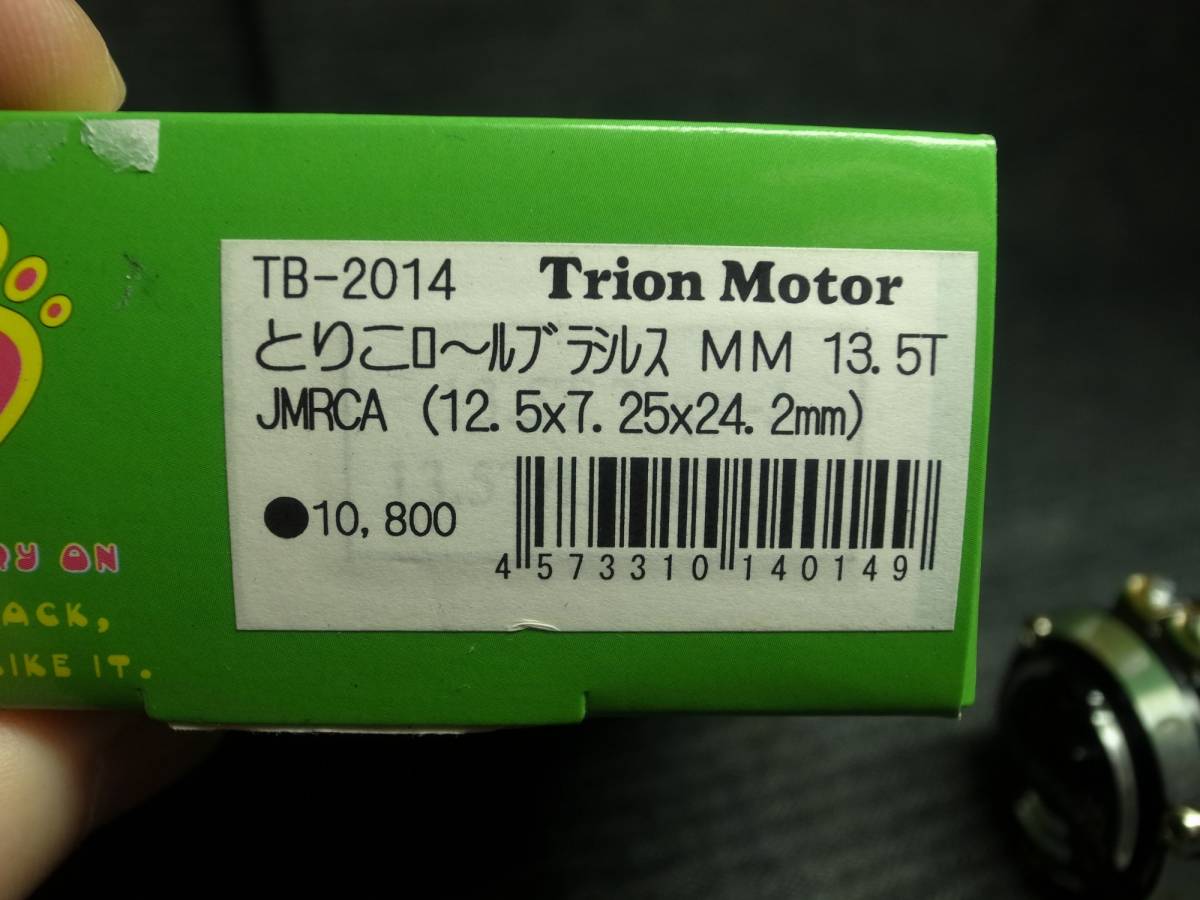 TB-2014 Trion Motor
とりこﾛ～ﾙﾌﾞﾗｼﾚｽ MM 13.5T
JMRCA (12.5x7.25x24.2mm)
●10,800
4 573310 140149
RY ON
ACK,
LIKE IT.